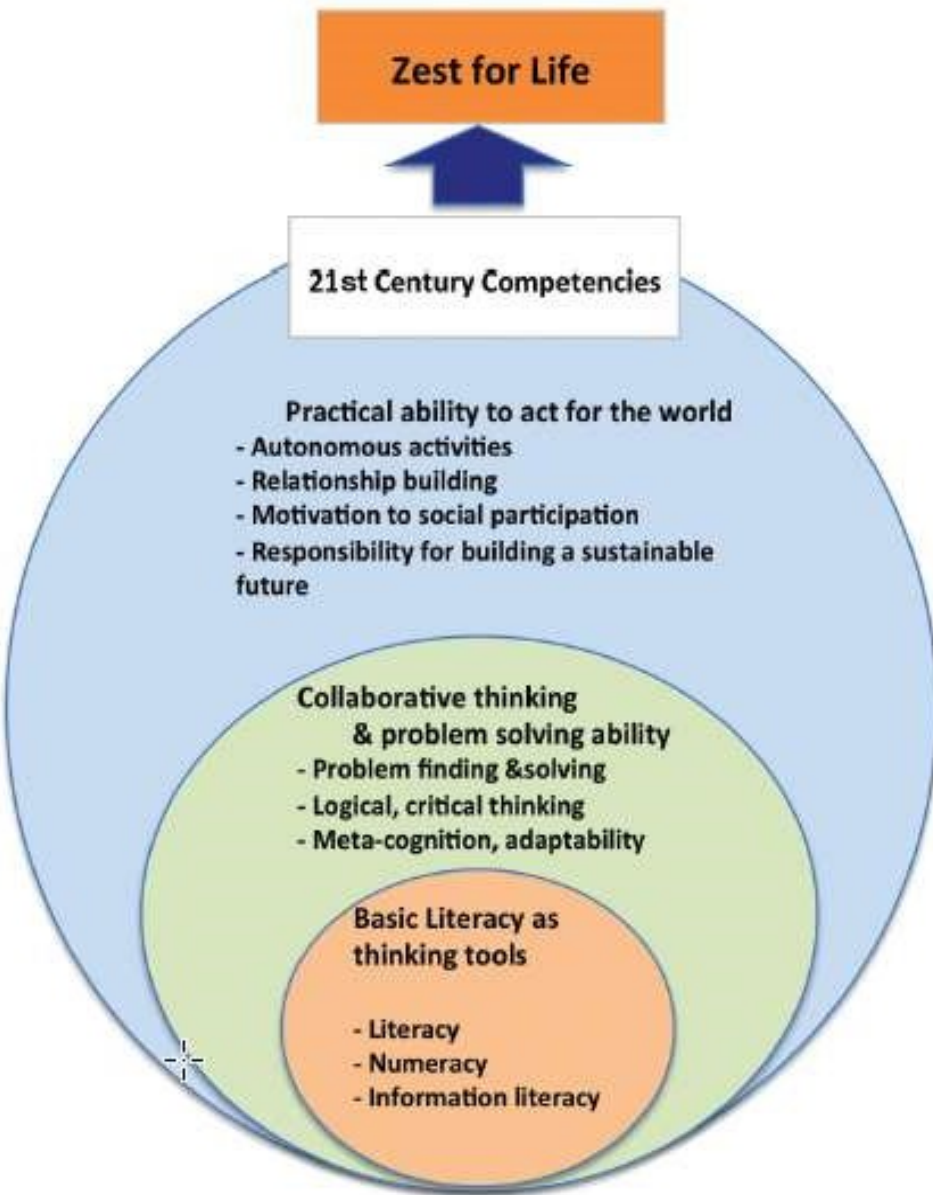 Zest for Life
21st Century Competencies
Practical ability to act for the world
- Autonomous activities
- Relationship building
- Motivation to social participation
- Responsibility for building a sustainable
future
Collaborative thinking
& problem solving ability
- Problem finding &solving
- Logical, critical thinking
- Meta-cognition, adaptability
Basic Literacy as
thinking tools
- Literacy
- Numeracy
- Information literacy